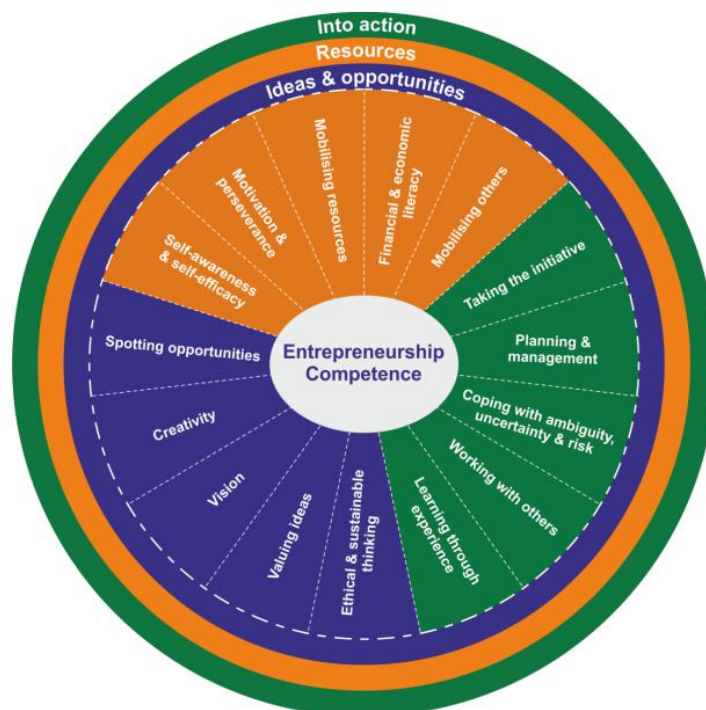 Into action
Resources
Ideas & opportunities
Self-awareness
& self-efficacy
Motivation &
perseverance
Mobilising resources
Financial & economic
literacy
Mobilising others
Taking the initiative
Planning &
management
Coping with ambiguity,
uncertainty & risk
Working with others
Learning through
experience
Ethical & sustainable
thinking
Valuing ideas
Vision
Creativity
Spotting opportunities
Entrepreneurship
Competence